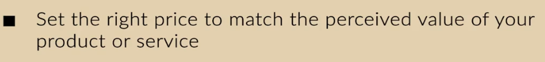 ■ Set the right price to match the perceived value of your
product or service